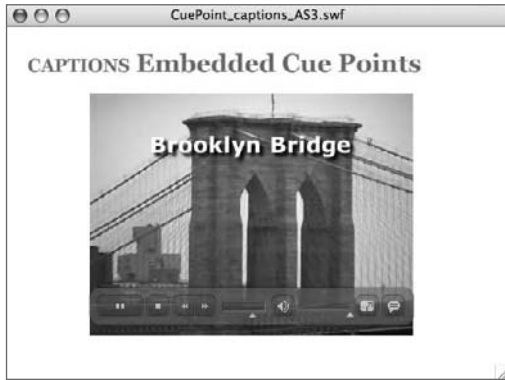 CuePoint_captions_AS3.swf
CAPTIONS Embedded Cue Points
Brooklyn Bridge